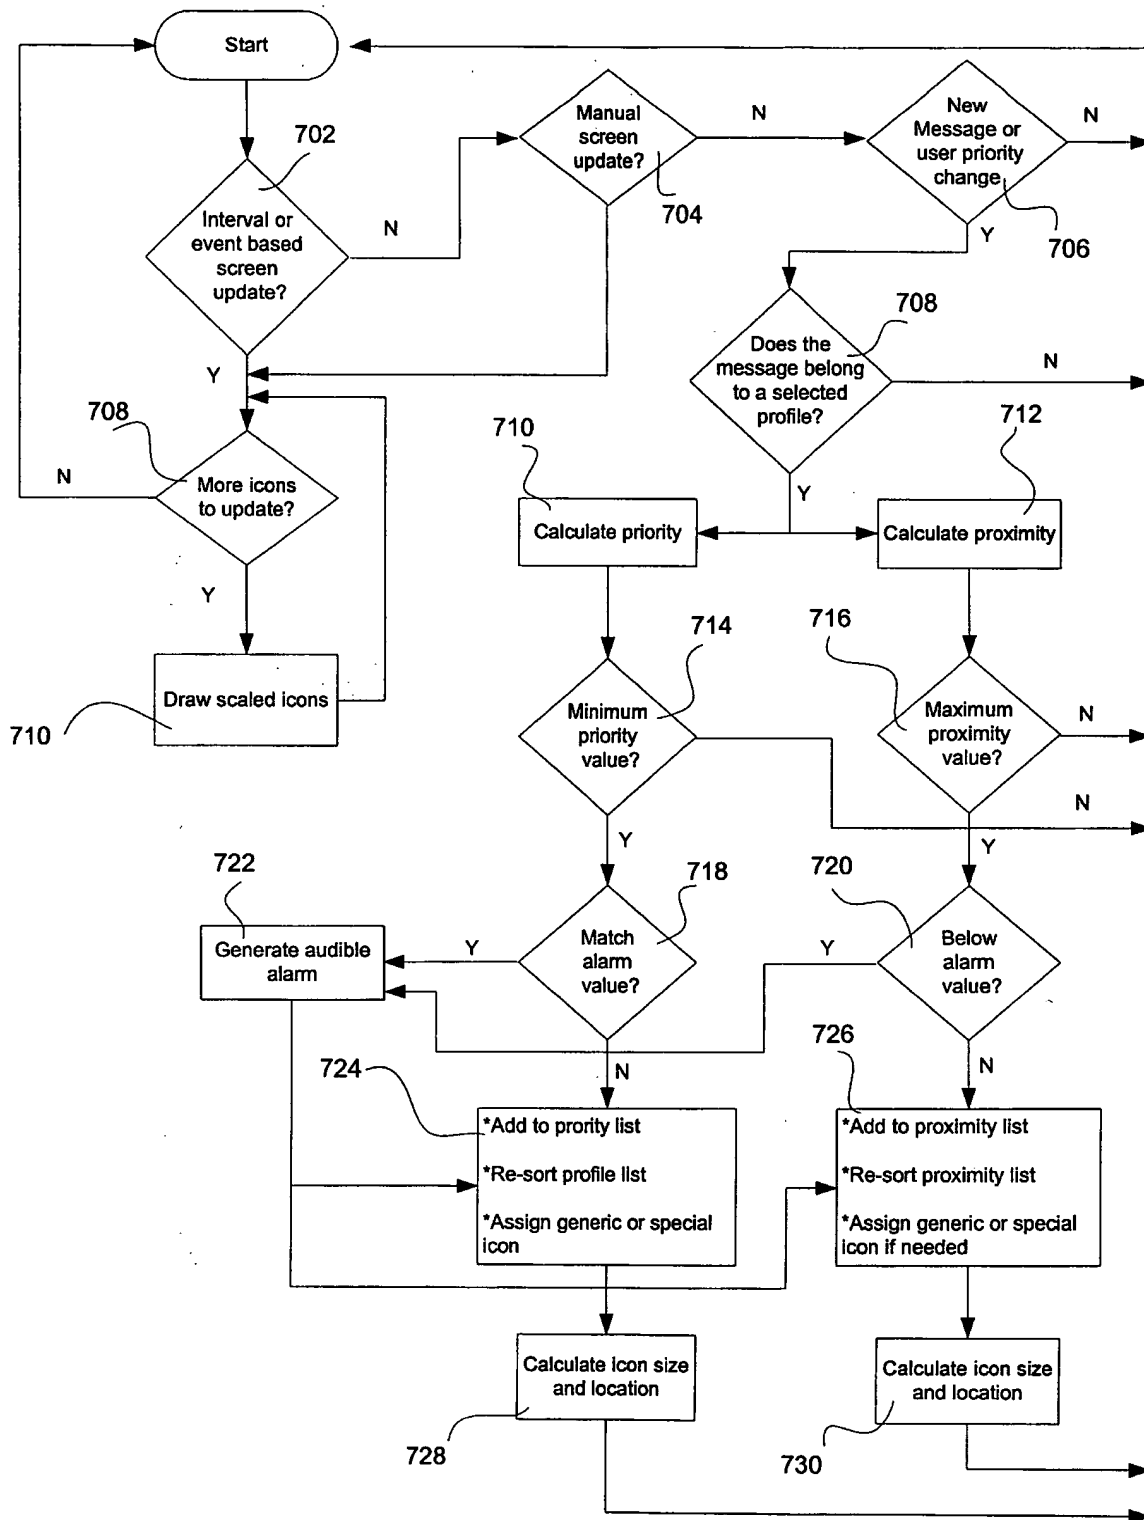 Start
702
Interval or
event based
screen
update?
N
Y
Manual
screen
update?
704
N
New
Message or
user priority
change
706
N
Y
708
Does the
message belong
to a selected
profile?
N
Y
708
More icons
to update?
N
Y
Draw scaled icons
710
710
Calculate priority
712
Calculate proximity
714
Minimum
priority
value?
N
Y
716
Maximum
proximity
value?
N
Y
718
Match
alarm
value?
Y
N
720
Below
alarm
value?
Y
N
722
Generate audible
alarm
724
*Add to prority list
*Re-sort profile list
*Assign generic or special
icon
726
*Add to proximity list
*Re-sort proximity list
*Assign generic or special
icon if needed
Calculate icon size
and location
728
Calculate icon size
and location
730